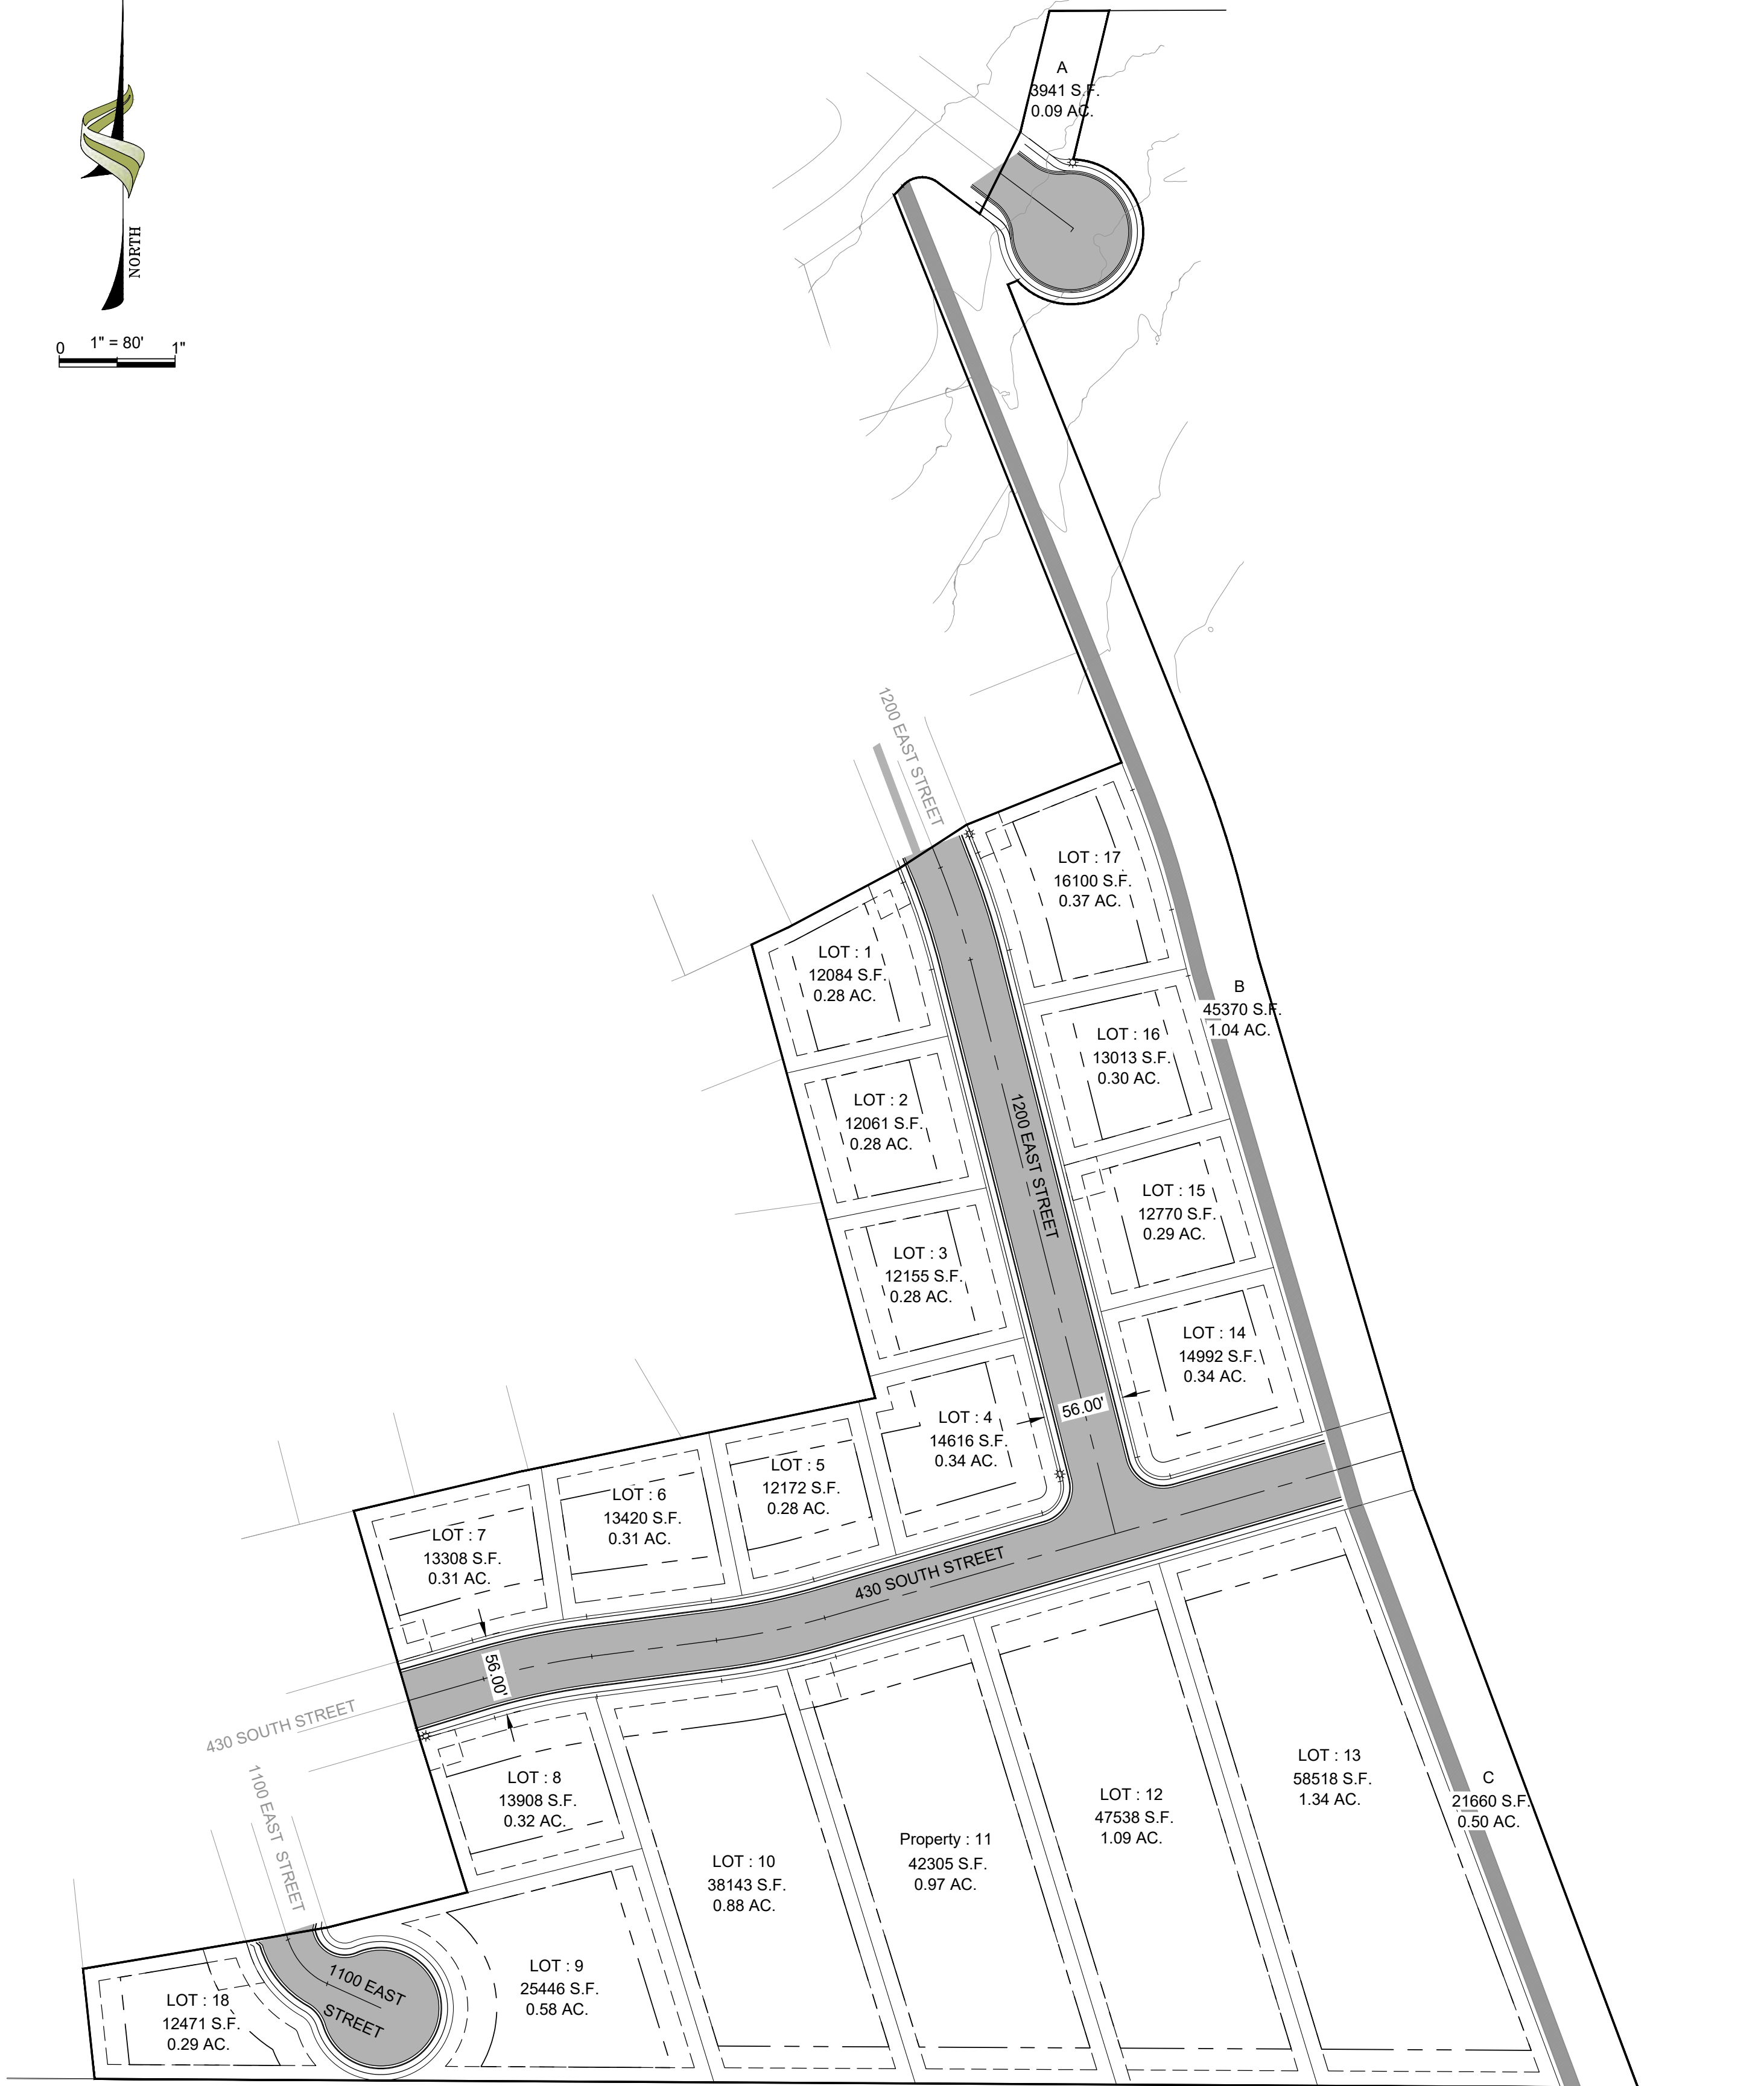 A
3941 S.F.
0.09 AC.
NORTH
0 1" = 80' 1"
1200 EAST STREET
LOT : 17
16100 S.F.
0.37 AC.
LOT : 1
12084 S.F.
0.28 AC.
B
45370 S.F.
1.04 AC.
LOT : 16
13013 S.F.
0.30 AC.
LOT : 2
12061 S.F.
0.28 AC.
1200 EAST STREET
LOT : 15
12770 S.F.
0.29 AC.
LOT : 3
12155 S.F.
0.28 AC.
LOT : 14
14992 S.F.
0.34 AC.
56.00'
LOT : 4
14616 S.F.
0.34 AC.
LOT : 5
12172 S.F.
0.28 AC.
LOT : 6
13420 S.F.
0.31 AC.
LOT : 7
13308 S.F.
0.31 AC.
430 SOUTH STREET
56.00'
430 SOUTH STREET
1100 EAST STREET
LOT : 8
13908 S.F.
0.32 AC.
LOT : 13
58518 S.F.
1.34 AC.
C
21660 S.F.
0.50 AC.
LOT : 12
47538 S.F.
1.09 AC.
Property : 11
42305 S.F.
0.97 AC.
LOT : 10
38143 S.F.
0.88 AC.
LOT : 9
25446 S.F.
0.58 AC.
1100 EAST
STREET
LOT : 18
12471 S.F.
0.29 AC.